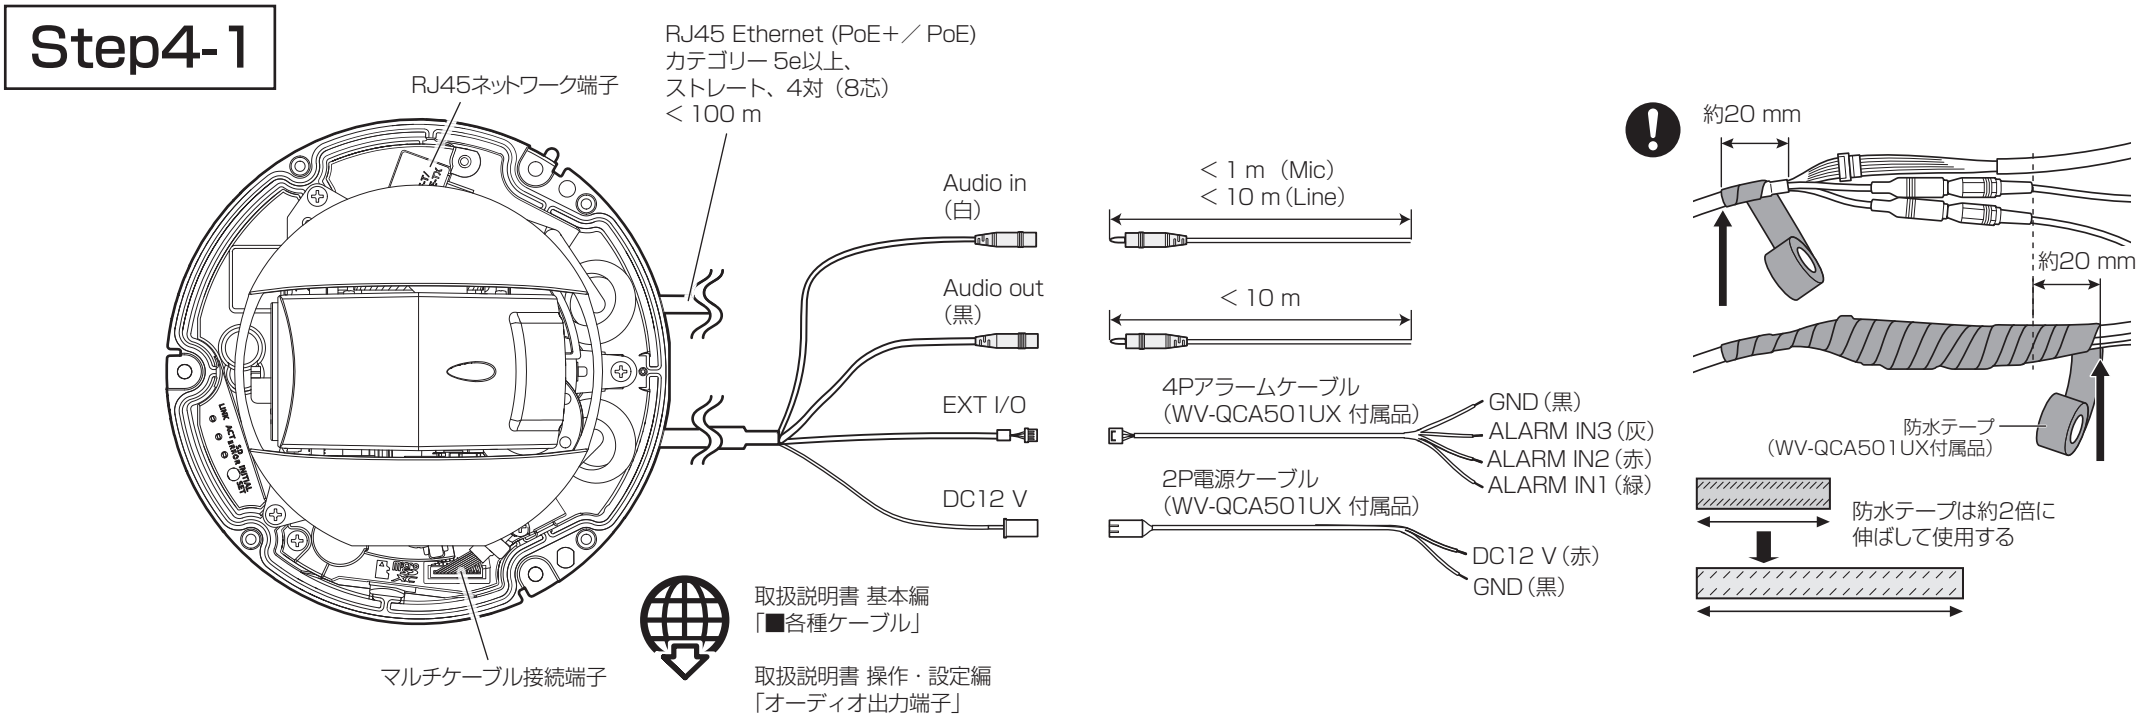 Step4-1
RJ45ネットワーク端子
RJ45 Ethernet (PoE+／ PoE)
カテゴリー 5e以上、
ストレート、4対（8芯）
< 100 m
Audio in
（白）
< 1 m（Mic）
< 10 m（Line）
Audio out
（黒）
< 10 m
EXT I/O
4Pアラームケーブル
（WV-QCA501UX 付属品）
GND（黒）
ALARM IN3（灰）
ALARM IN2（赤）
ALARM IN1（緑）
DC12 V
2P電源ケーブル
（WV-QCA501UX 付属品）
DC12 V（赤）
GND（黒）
LINK
ACT
SD
ERROR
INITIAL
SET
マルチケーブル接続端子
取扱説明書 基本編
「■各種ケーブル」
取扱説明書 操作・設定編
「オーディオ出力端子」
約20 mm
約20 mm
防水テープ
（WV-QCA501UX付属品）
防水テープは約2倍に
伸ばして使用する